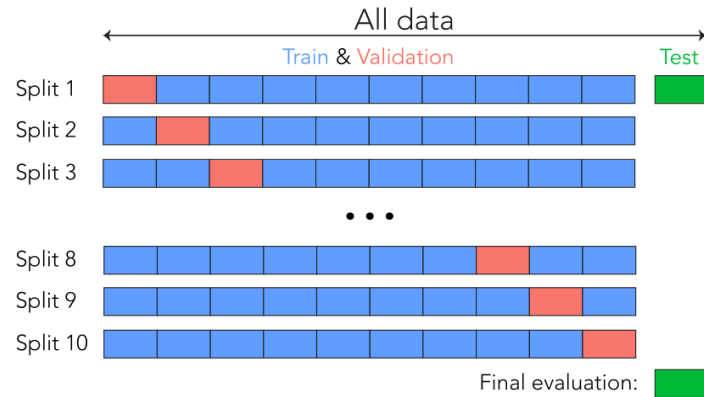 All data
Train & Validation
Test
Split 1
Split 2
Split 3
...
Split 8
Split 9
Split 10
Final evaluation: